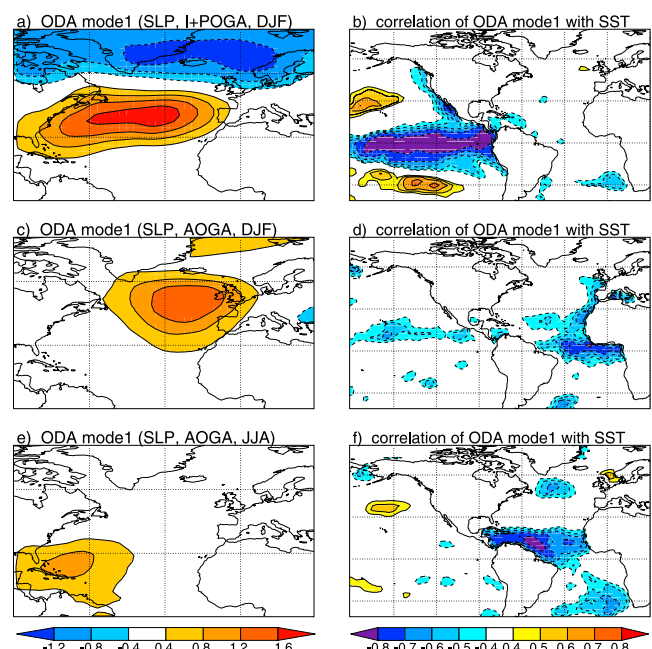 a) ODA mode1 (SLP, I+POGA, DJF)
b) correlation of ODA mode1 with SST
c) ODA mode1 (SLP, AOGA, DJF)
d) correlation of ODA mode1 with SST
e) ODA mode1 (SLP, AOGA, JJA)
f) correlation of ODA mode1 with SST
-1.2 -0.8 -0.4 0.4 0.8 1.2 1.6
-0.8 -0.7 -0.6 -0.5 -0.4 0.4 0.5 0.6 0.7 0.8